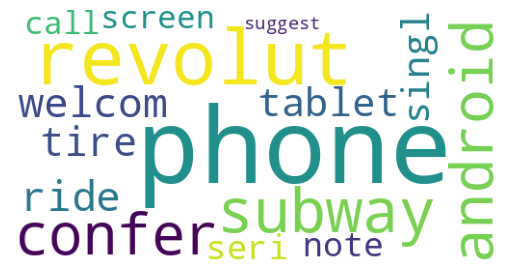 call screen suggest
revolut
welcom tablet singl
tire phone android
ride subway
confer seri note